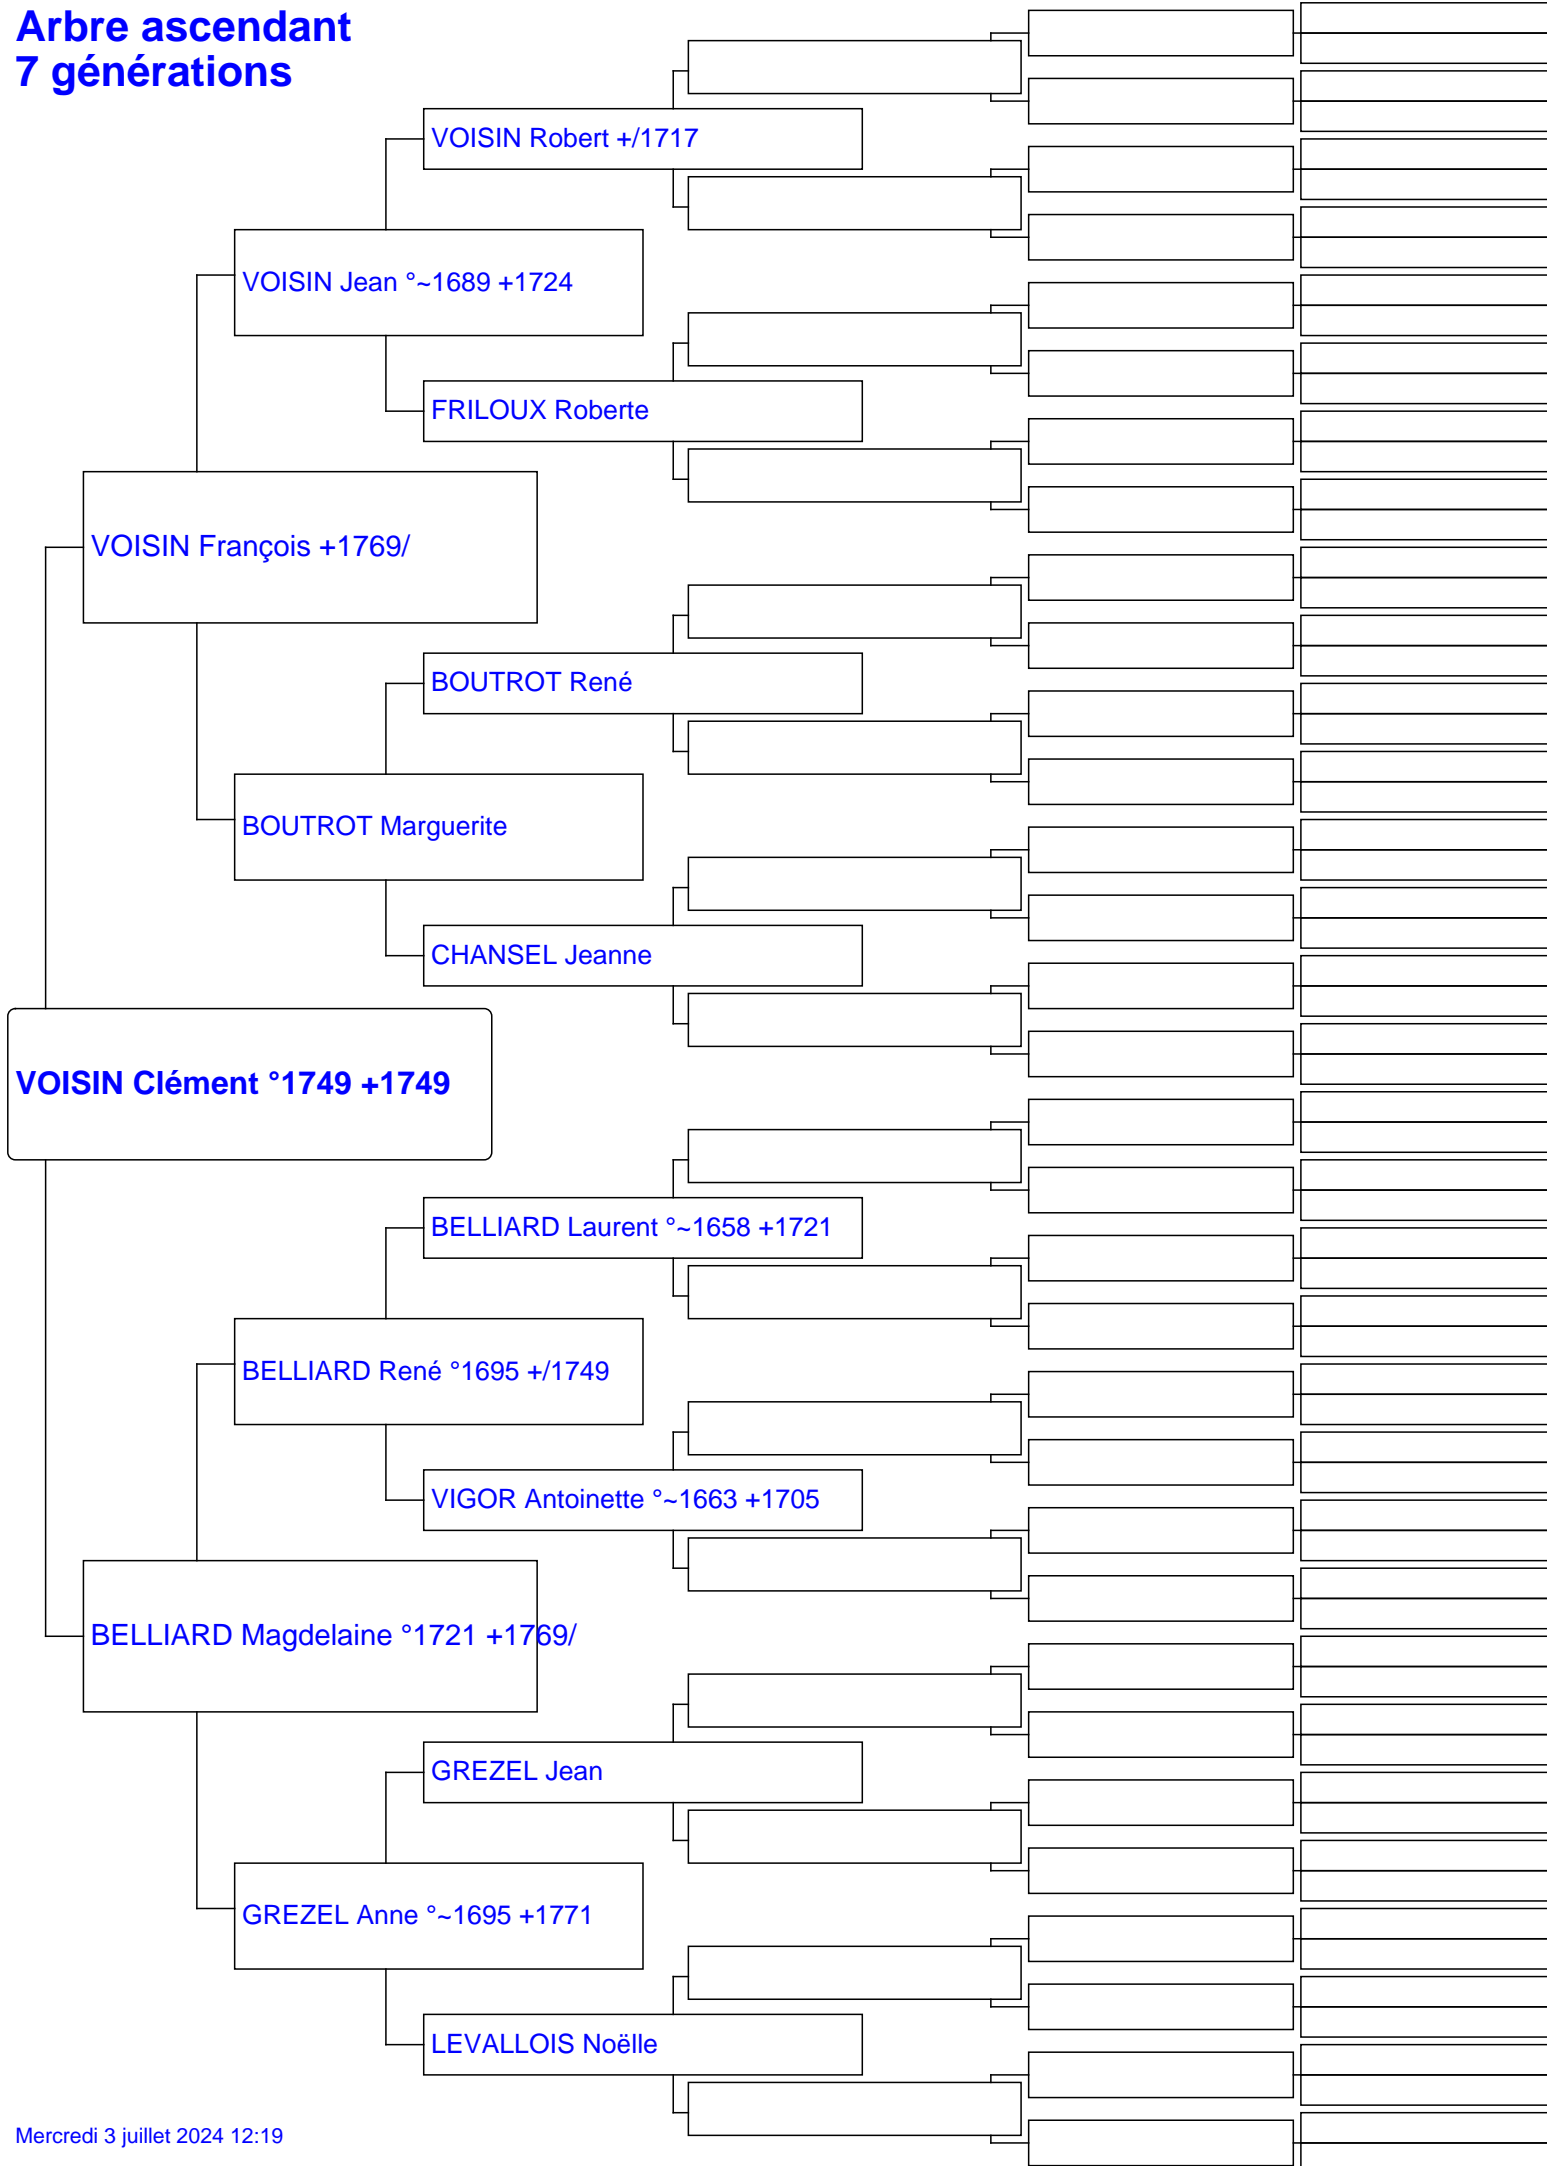 Arbre ascendant
7 générations
VOISIN Robert +/1717
VOISIN Jean °~1689 +1724
FRILOUX Roberte
VOISIN François +1769/
BOUTROT René
BOUTROT Marguerite
CHANSEL Jeanne
VOISIN Clément °1749 +1749
BELLIARD Laurent °~1658 +1721
BELLIARD René °1695 +/1749
VIGOR Antoinette °~1663 +1705
BELLIARD Magdelaine °1721 +1769/
GREZEL Jean
GREZEL Anne °~1695 +1771
LEVALLOIS Noëlle
Mercredi 3 juillet 2024 12:19